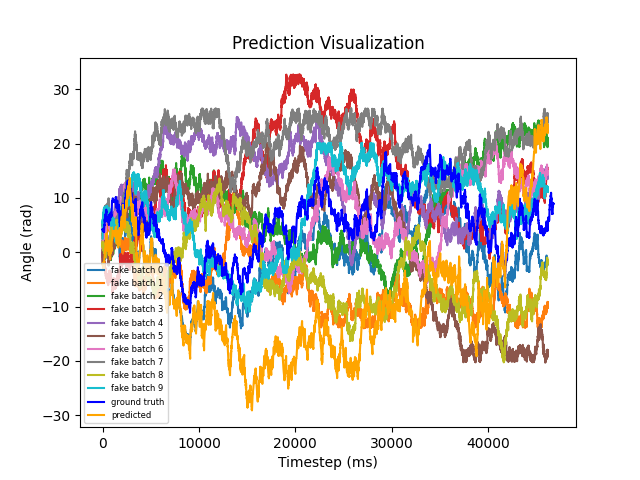 Prediction Visualization
Angle (rad)
30
20
10
0
−10
−20
−30
fake batch 0
fake batch 1
fake batch 2
fake batch 3
fake batch 4
fake batch 5
fake batch 6
fake batch 7
fake batch 8
fake batch 9
ground truth
predicted
0 10000 20000 30000 40000
Timestep (ms)